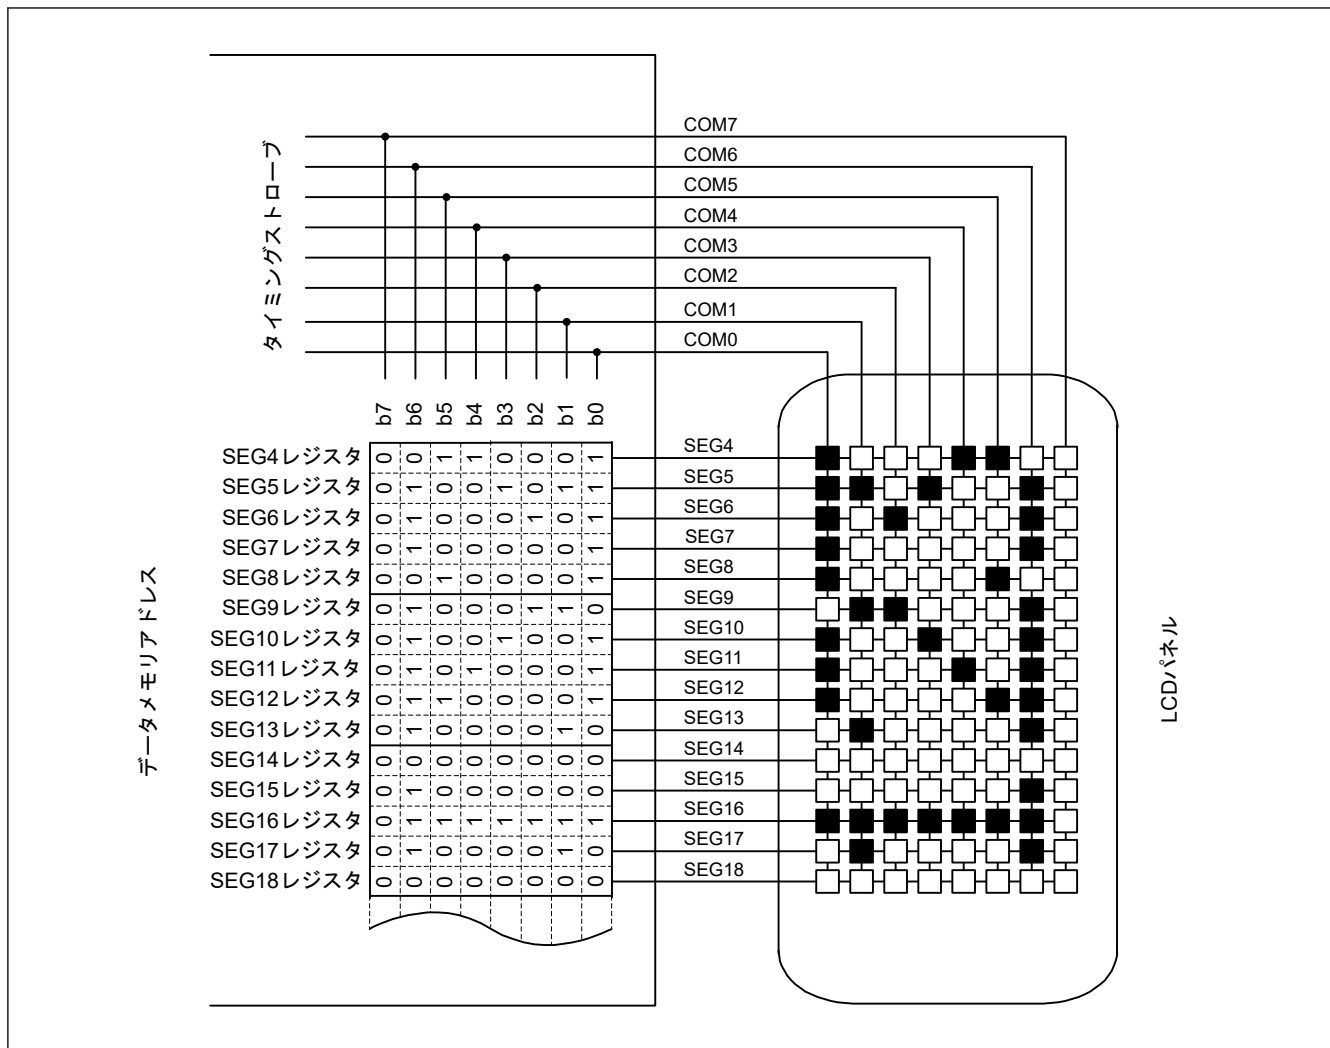 COM7
COM6
COM5
COM4
COM3
COM2
COM1
COM0
タイミングストローブ
b7 b6 b5 b4 b3 b2 b1 b0
SEG4レジスタ 0 0 1 1 0 0 0 1 SEG4
SEG5レジスタ 0 1 0 0 1 0 1 1 SEG5
SEG6レジスタ 0 1 0 0 0 1 0 1 SEG6
SEG7レジスタ 0 1 0 0 0 0 0 1 SEG7
SEG8レジスタ 0 0 1 0 0 0 0 1 SEG8
SEG9レジスタ 0 1 0 0 0 1 1 0 SEG9
SEG10レジスタ 0 1 0 0 1 0 0 1 SEG10
SEG11レジスタ 0 1 0 1 0 0 0 1 SEG11
SEG12レジスタ 0 1 1 0 0 0 0 1 SEG12
SEG13レジスタ 0 1 0 0 0 0 1 0 SEG13
SEG14レジスタ 0 0 0 0 0 0 0 0 SEG14
SEG15レジスタ 0 1 0 0 0 0 0 0 SEG15
SEG16レジスタ 0 1 1 1 1 1 1 1 SEG16
SEG17レジスタ 0 1 0 0 0 0 1 0 SEG17
SEG18レジスタ 0 0 0 0 0 0 0 0 SEG18
データメモリアドレス
LCDパネル